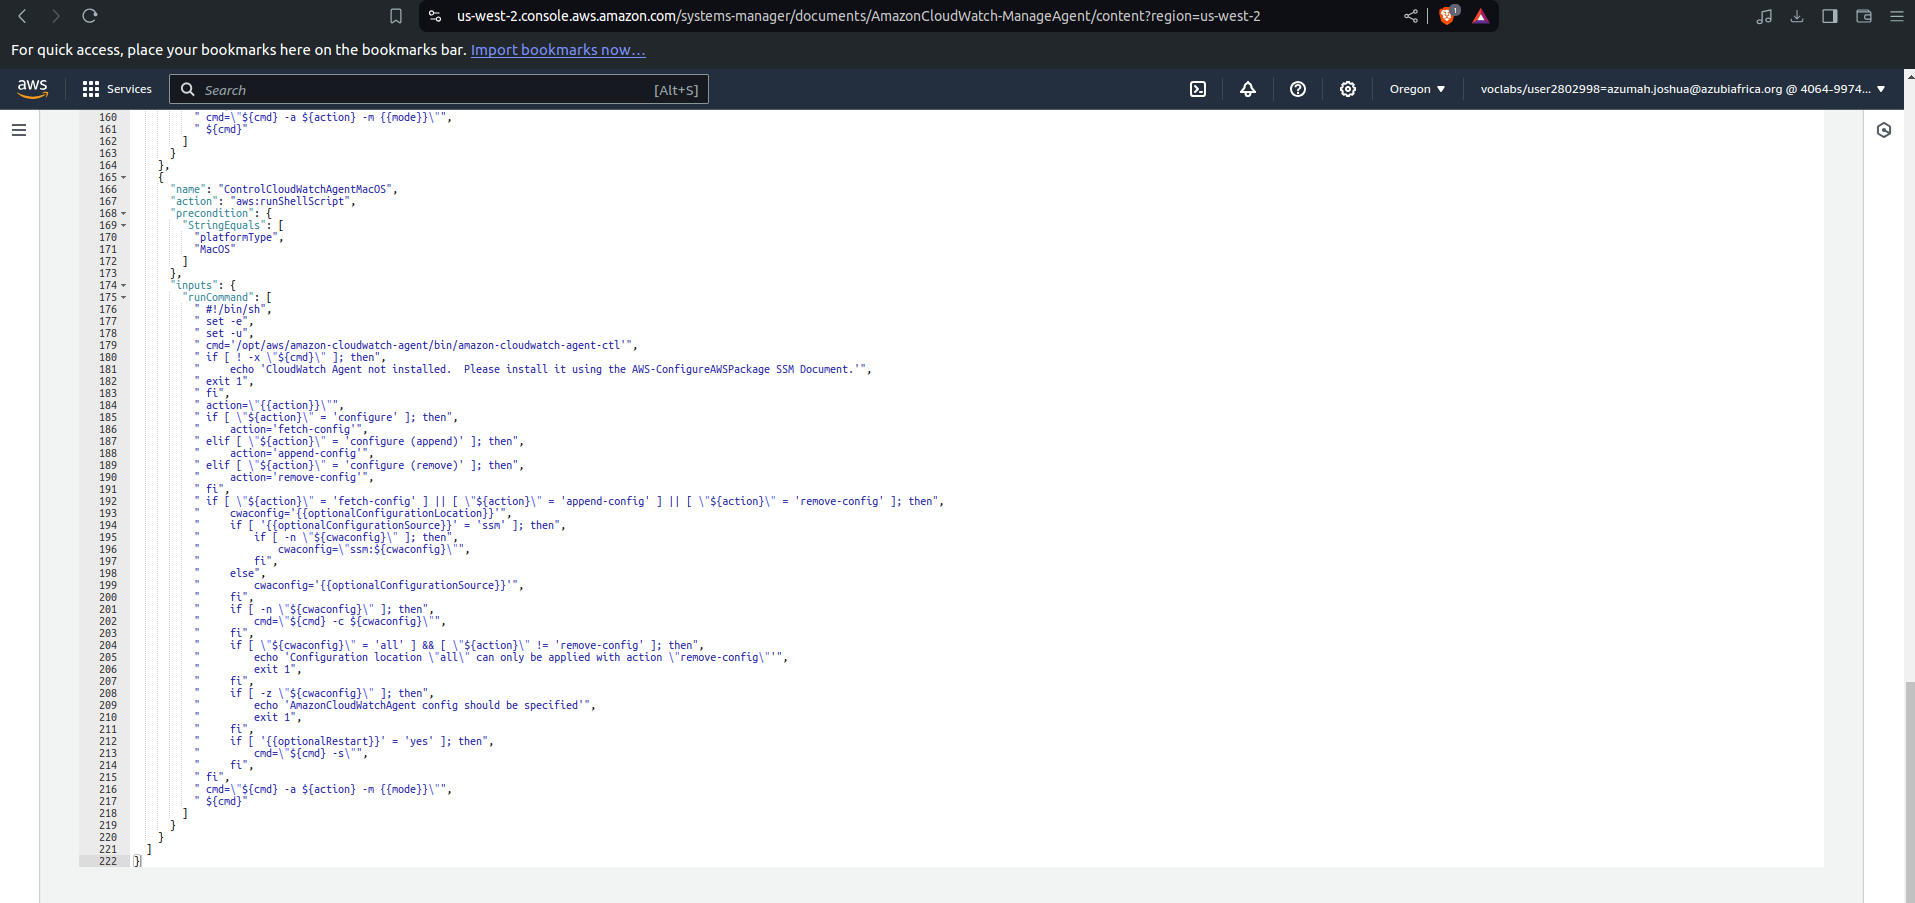 us-west-2.console.aws.amazon.com/systems-manager/documents/AmazonCloudWatch-ManageAgent/content?region=us-west-2
1
For quick access, place your bookmarks here on the bookmarks bar. Import bookmarks now...
aws Services Search [Alt+S] Oregon voclabs/user2802998=azumah.joshua@azubiafrica.org @ 4064-9974...
160 " cmd=\"${cmd} -a ${action} -m {{mode}}\"",
161 " ${cmd}"
162 ]
163 }
164 },
165 {
166 "name": "ControlCloudWatchAgentMacOS",
167 "action": "aws:runShellScript",
168 "precondition": {
169 "StringEquals": [
170 "platformType",
171 "MacOS"
172 ]
173 },
174 "inputs": {
175 "runCommand": [
176 " #!/bin/sh",
177 " set -e",
178 " set -u",
179 " cmd='/opt/aws/amazon-cloudwatch-agent/bin/amazon-cloudwatch-agent-ctl'",
180 " if [ ! -x \"${cmd}\" ]; then",
181 "     echo 'CloudWatch Agent not installed.  Please install it using the AWS-ConfigureAWSPackage SSM Document.'",
182 " exit 1",
183 " fi",
184 " action=\"{{action}}\"",
185 " if [ \"${action}\" = 'configure' ]; then",
186 "     action='fetch-config'",
187 " elif [ \"${action}\" = 'configure (append)' ]; then",
188 "     action='append-config'",
189 " elif [ \"${action}\" = 'configure (remove)' ]; then",
190 "     action='remove-config'",
191 " fi",
192 " if [ \"${action}\" = 'fetch-config' ] || [ \"${action}\" = 'append-config' ] || [ \"${action}\" = 'remove-config' ]; then",
193 "     cwaconfig='{{optionalConfigurationLocation}}'",
194 "     if [ '{{optionalConfigurationSource}}' = 'ssm' ]; then",
195 "         if [ -n \"${cwaconfig}\" ]; then",
196 "             cwaconfig=\"ssm:${cwaconfig}\"",
197 "         fi",
198 "     else",
199 "         cwaconfig='{{optionalConfigurationSource}}'",
200 "     fi",
201 "     if [ -n \"${cwaconfig}\" ]; then",
202 "         cmd=\"${cmd} -c ${cwaconfig}\"",
203 "     fi",
204 "     if [ \"${cwaconfig}\" = 'all' ] && [ \"${action}\" != 'remove-config' ]; then",
205 "         echo 'Configuration location \"all\" can only be applied with action \"remove-config\"'",
206 "         exit 1",
207 "     fi",
208 "     if [ -z \"${cwaconfig}\" ]; then",
209 "         echo 'AmazonCloudWatchAgent config should be specified'",
210 "         exit 1",
211 "     fi",
212 "     if [ '{{optionalRestart}}' = 'yes' ]; then",
213 "         cmd=\"${cmd} -s\"",
214 "     fi",
215 " fi",
216 " cmd=\"${cmd} -a ${action} -m {{mode}}\"",
217 " ${cmd}"
218 ]
219 }
220 }
221 ]
222 }